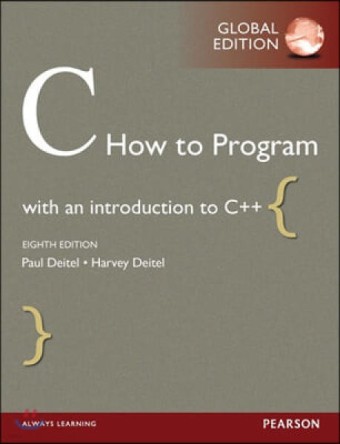 GLOBAL
EDITION
C How to Program
with an introduction to C++ {
EIGHTH EDITION
Paul Deitel • Harvey Deitel
}
ALWAYS LEARNING
PEARSON